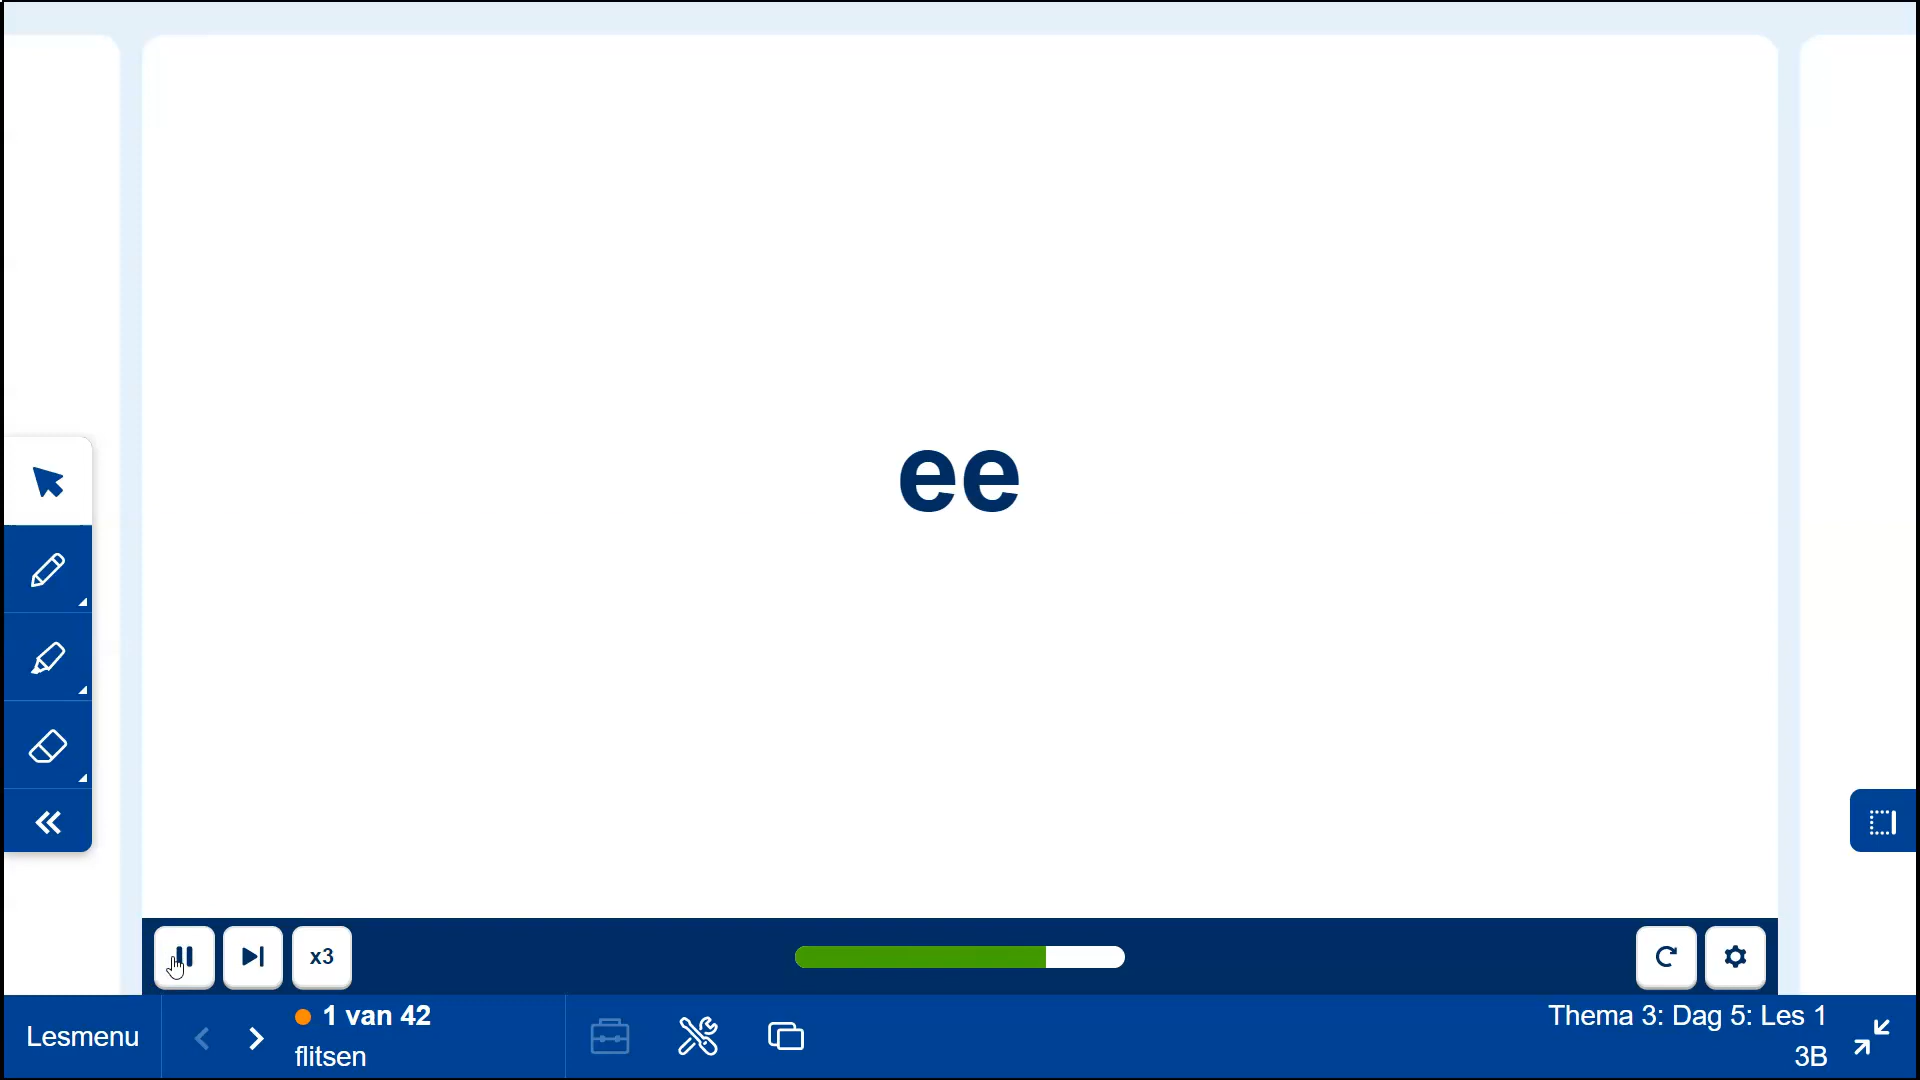 ee
x3
Lesmenu
1 van 42
flitsen
Thema 3: Dag 5: Les 1
3B